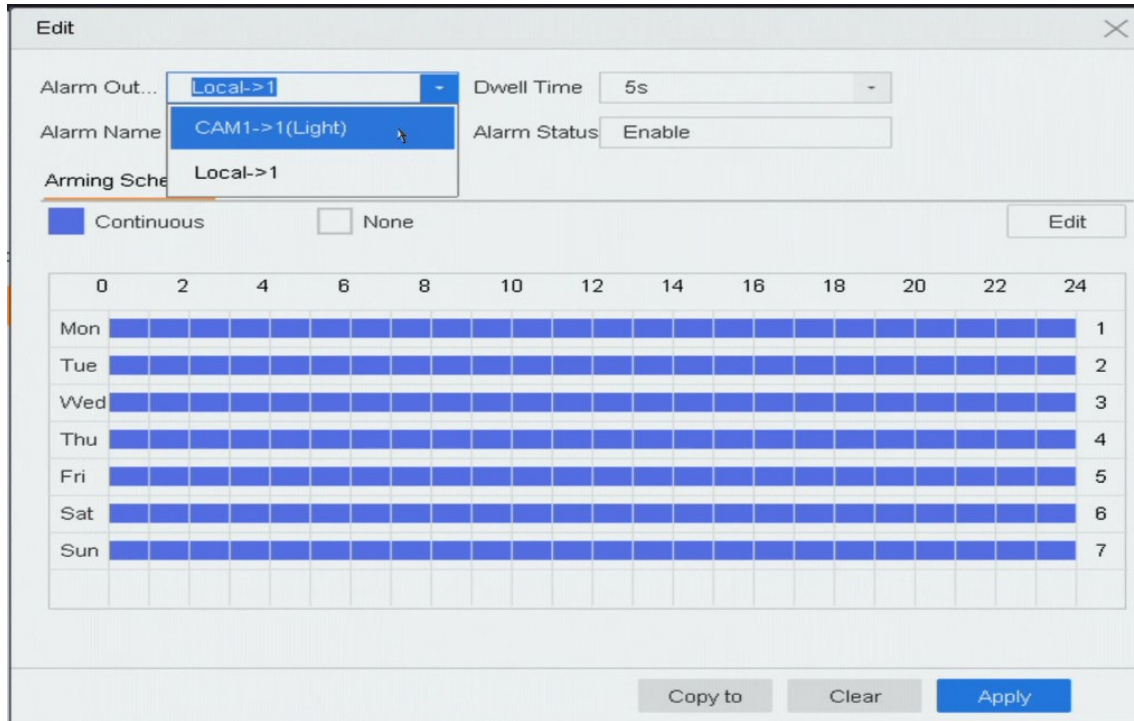 Edit
Alarm Out... Local->1 Dwell Time 5s
CAM1->1(Light)
Alarm Name Alarm Status Enable
Local->1
Arming Sche
Continuous None Edit
0 2 4 6 8 10 12 14 16 18 20 22 24
Mon 1
Tue 2
Wed 3
Thu 4
Fri 5
Sat 6
Sun 7
Copy to Clear Apply